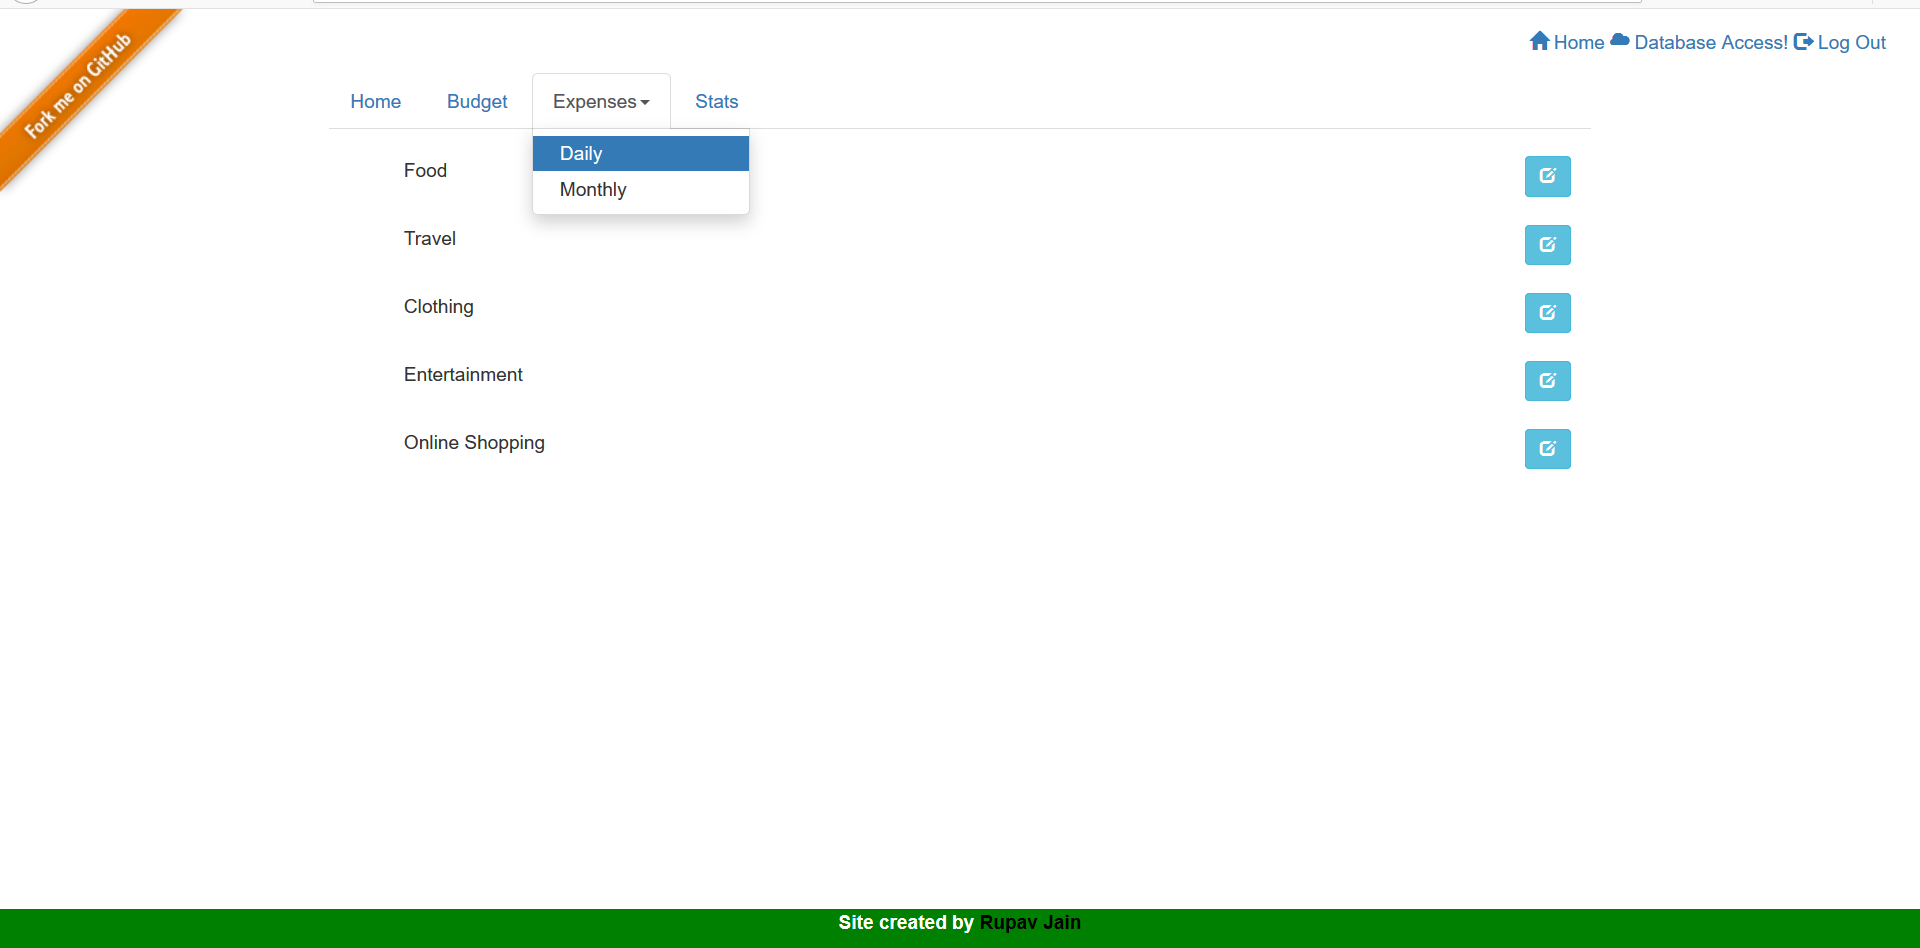 Fork me on GitHub
Home Database Access! Log Out
Home Budget Expenses Stats
Daily
Monthly
Food
Travel
Clothing
Entertainment
Online Shopping
Site created by Rupav Jain